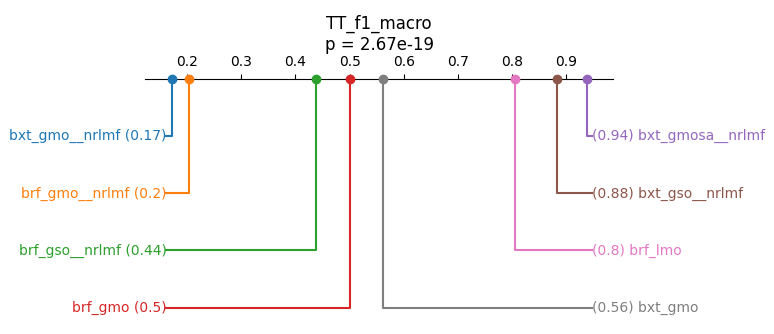 TT_f1_macro
p = 2.67e-19
0.2 0.3 0.4 0.5 0.6 0.7 0.8 0.9
bxt_gmo__nrlmf (0.17)
(0.94) bxt_gmosa__nrlmf
brf_gmo__nrlmf (0.2)
(0.88) bxt_gso__nrlmf
brf_gso__nrlmf (0.44)
(0.8) brf_lmo
brf_gmo (0.5)
(0.56) bxt_gmo